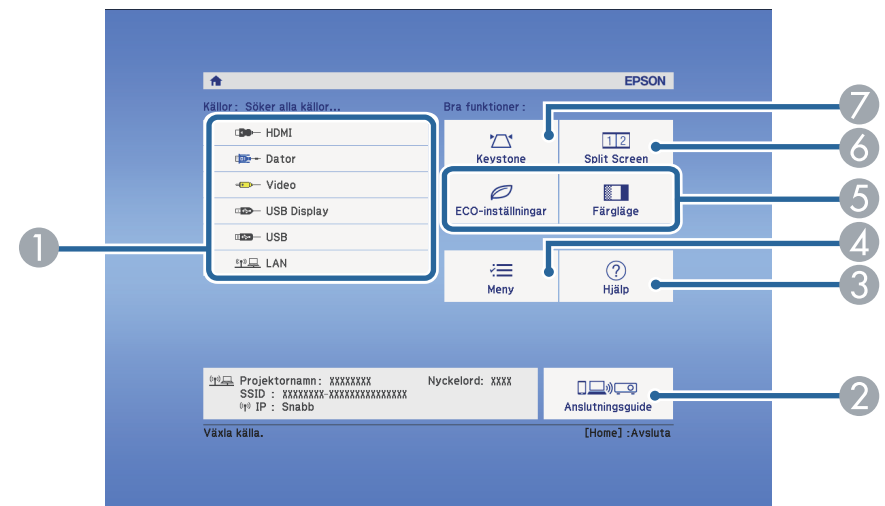 EPSON
Källor: Söker alla källor...
Bra funktioner:
HDMI
Dator
Video
USB Display
USB
LAN
Keystone
Split Screen
1 2
ECO-inställningar
Färgläge
Meny
Hjälp
?
Projektornamn: XXXXXXXX
Nyckelord: XXXX
SSID : XXXXXXXX-XXXXXXXXXXXXXXX
IP : Snabb
Anslutningsguide
Växla källa.
[Home] :Avsluta
1
7
6
5
4
3
2